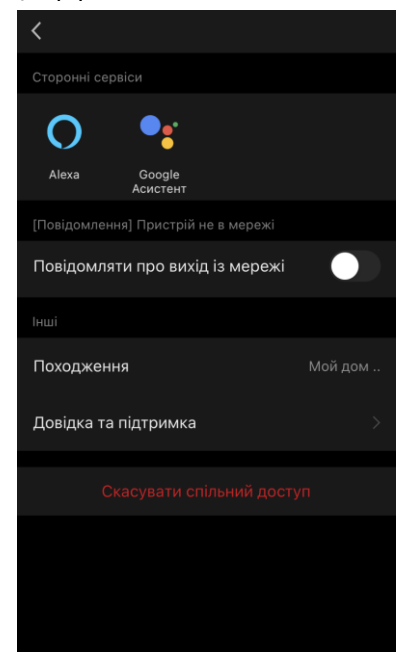 Сторонні сервіси
Alexa
Google
Асистент
[Повідомлення] Пристрій не в мережі
Повідомляти про вихід із мережі
Інші
Походження
Мой дом ..
Довідка та підтримка
Скасувати спільний доступ